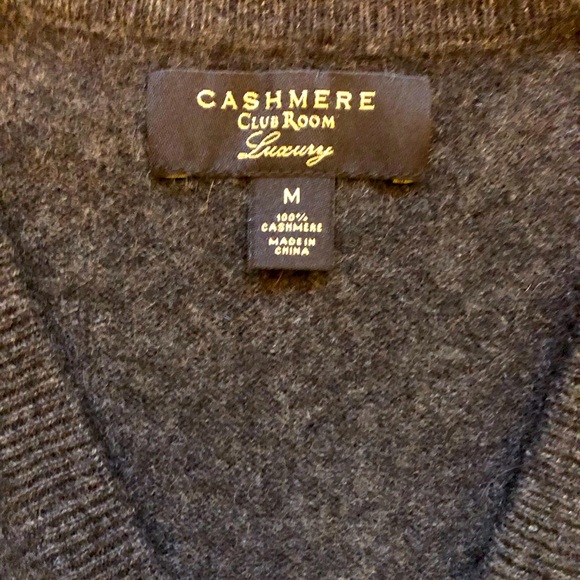 CASHMERE
CLUB ROOM
Luxury
M
100%
CASHMERE
MADE IN
CHINA